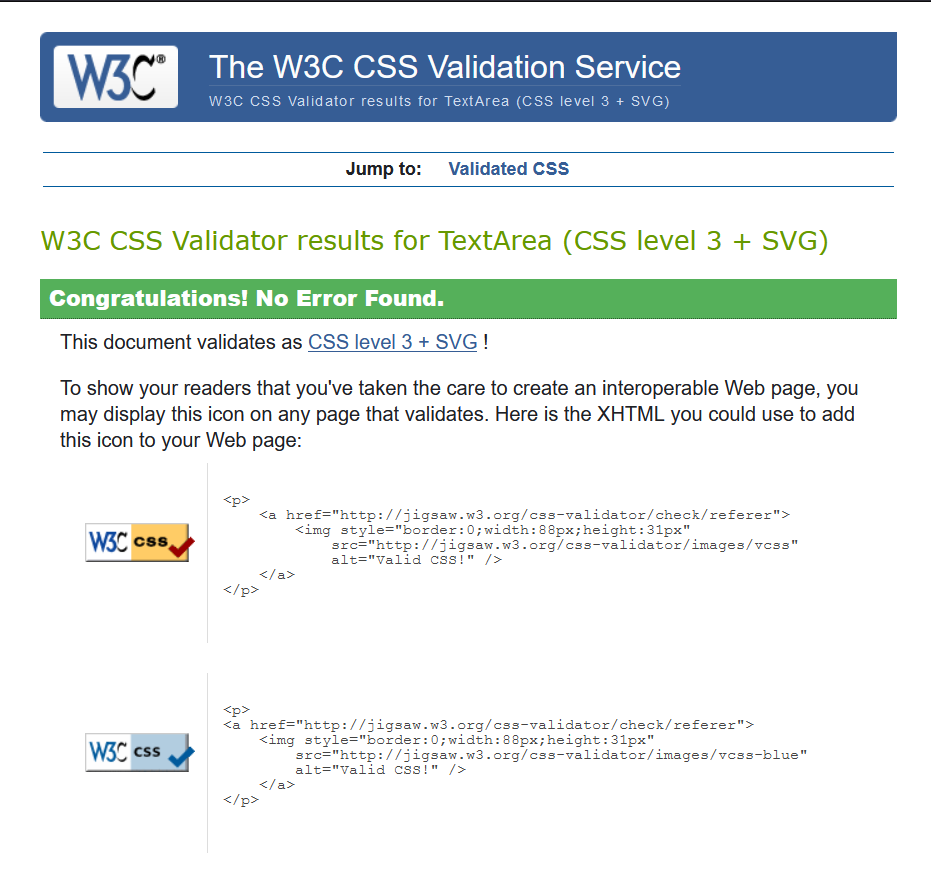 W3C®
The W3C CSS Validation Service
W3C CSS Validator results for TextArea (CSS level 3 + SVG)
Jump to: Validated CSS
W3C CSS Validator results for TextArea (CSS level 3 + SVG)
Congratulations! No Error Found.
This document validates as CSS level 3 + SVG !
To show your readers that you've taken the care to create an interoperable Web page, you
may display this icon on any page that validates. Here is the XHTML you could use to add
this icon to your Web page:
W3C css
<p>
<a href="http://jigsaw.w3.org/css-validator/check/referer">
<img style="border:0;width:88px;height:31px"
src="http://jigsaw.w3.org/css-validator/images/vcss"
alt="Valid CSS!" />
</a>
</p>
W3C css
<p>
<a href="http://jigsaw.w3.org/css-validator/check/referer">
<img style="border:0;width:88px;height:31px"
src="http://jigsaw.w3.org/css-validator/images/vcss-blue"
alt="Valid CSS!" />
</a>
</p>